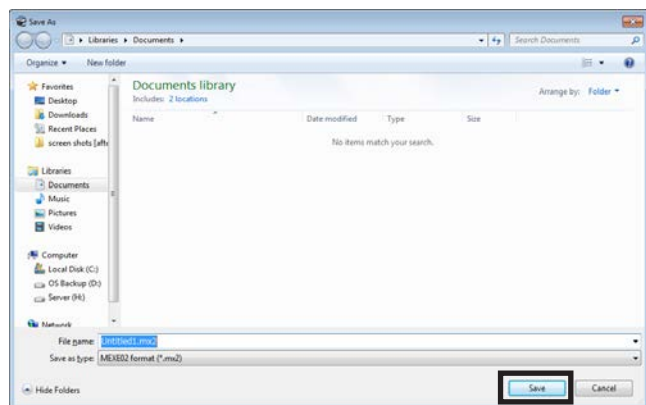 Save As
Libraries ▸ Documents ▸
Search Documents
Organize ▾ New folder
Favorites
Desktop
Downloads
Recent Places
screen shots [afte
Libraries
Documents
Music
Pictures
Videos
Computer
Local Disk (C:)
OS Backup (D:)
Server (H:)
Network
Documents library
Includes: 2 locations
Arrange by: Folder ▾
Name Date modified Type Size
No items match your search.
File name: Untitled1.mx2
Save as type: MEXE02 format (*.mx2)
Hide Folders
Save Cancel